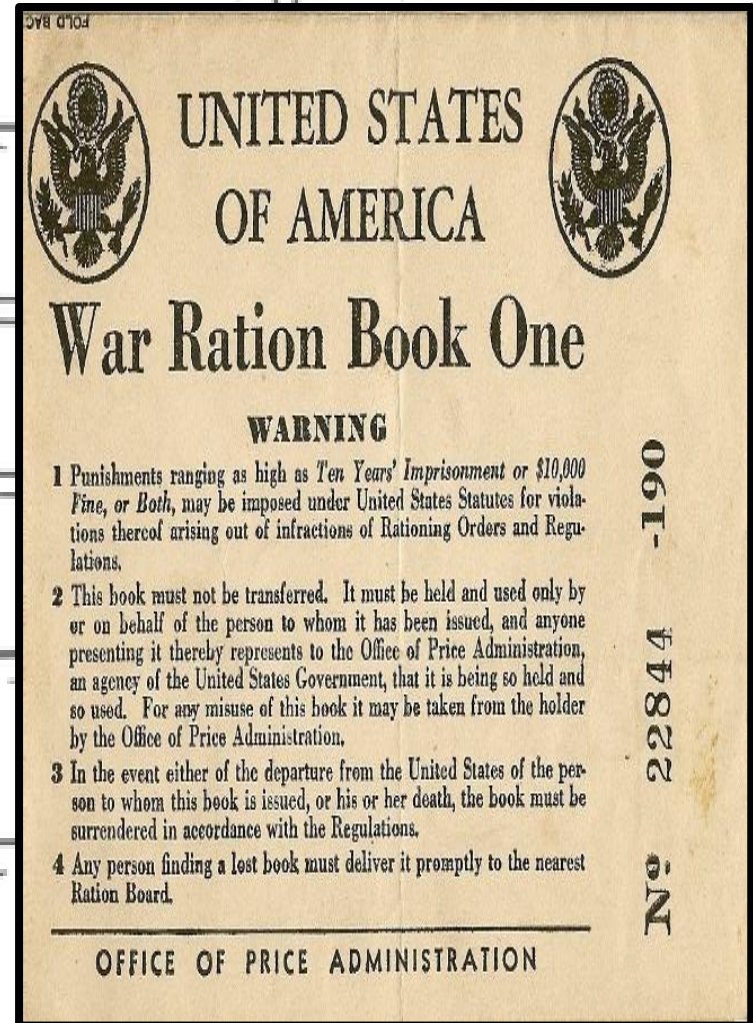 FOLD BAC
UNITED STATES
OF AMERICA
War Ration Book One
WARNING
1 Punishments ranging as high as Ten Years' Imprisonment or $10,000
Fine, or Both, may be imposed under United States Statutes for viola-
tions thereof arising out of infractions of Rationing Orders and Regu-
lations.
2 This book must not be transferred. It must be held and used only by
or on behalf of the person to whom it has been issued, and anyone
presenting it thereby represents to the Office of Price Administration,
an agency of the United States Government, that it is being so held and
so used. For any misuse of this book it may be taken from the holder
by the Office of Price Administration.
3 In the event either of the departure from the United States of the per-
son to whom this book is issued, or his or her death, the book must be
surrendered in accordance with the Regulations.
4 Any person finding a lost book must deliver it promptly to the nearest
Ration Board.
OFFICE OF PRICE ADMINISTRATION
Nº 22844 -190